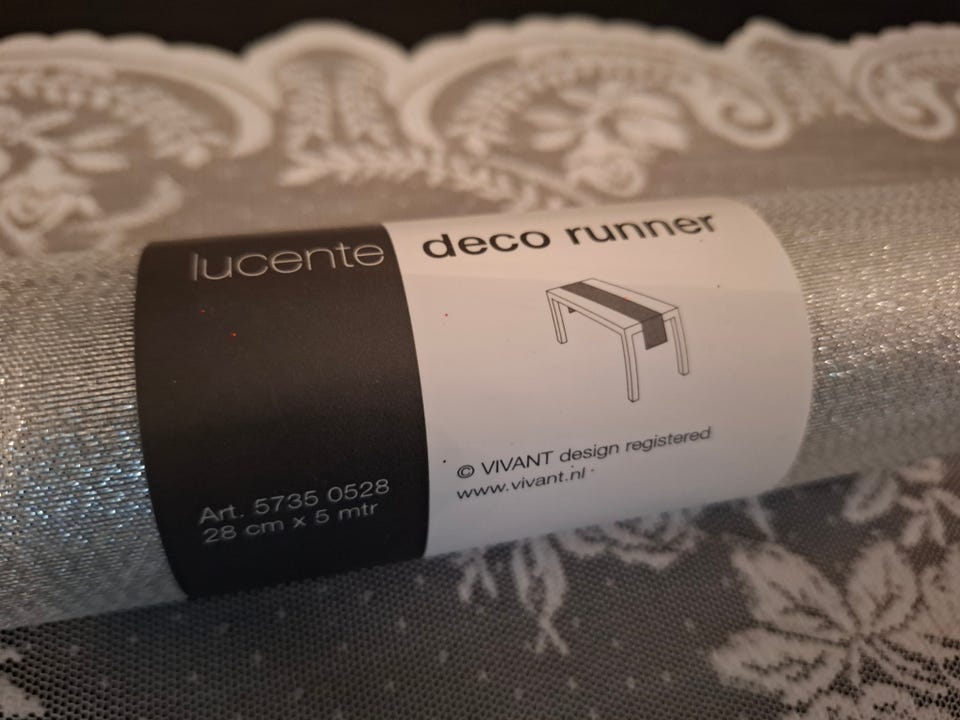 lucente
deco runner
Art. 5735 0528
28 cm x 5 mtr
© VIVANT design registered
www.vivant.nl